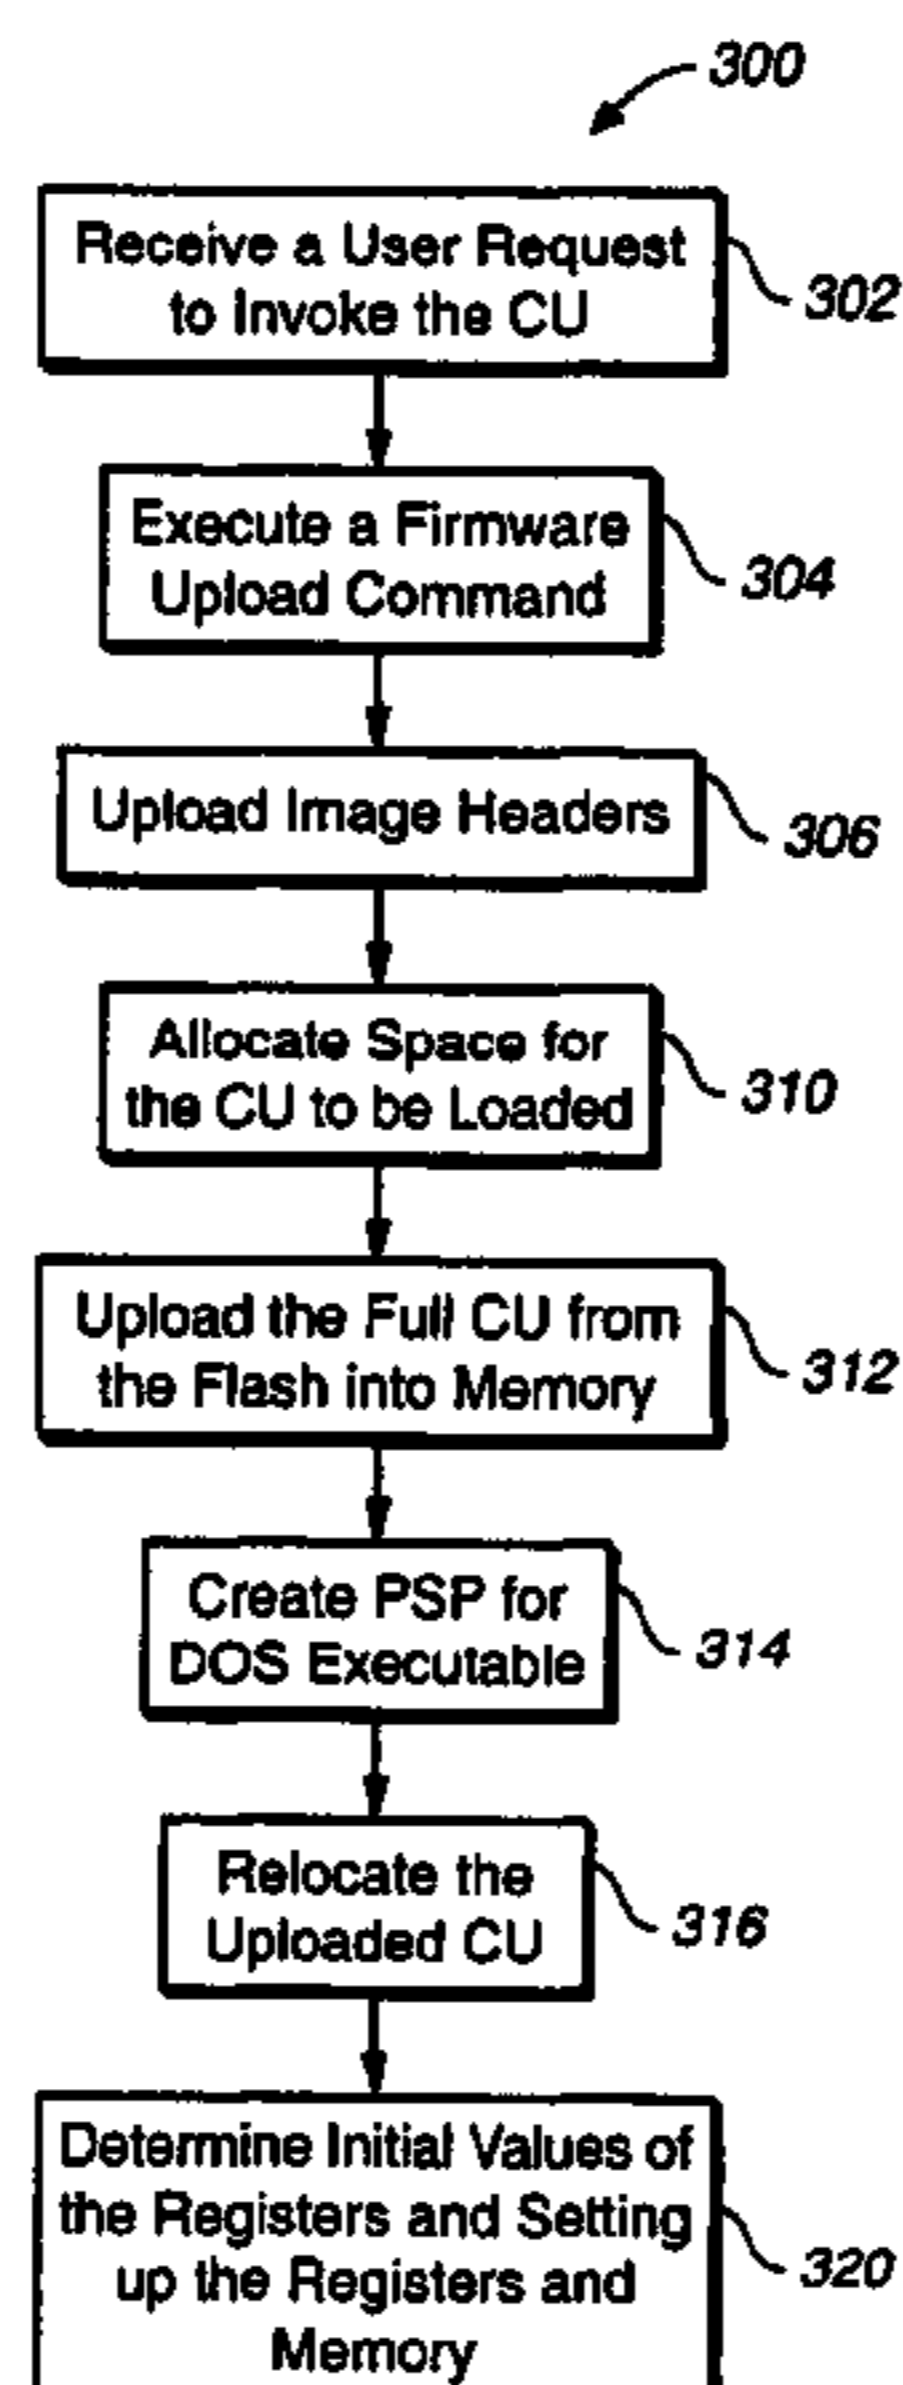 300
Receive a User Request
to Invoke the CU
302
Execute a Firmware
Upload Command
304
Upload Image Headers
306
Allocate Space for
the CU to be Loaded
310
Upload the Full CU from
the Flash into Memory
312
Create PSP for
DOS Executable
314
Relocate the
Uploaded CU
316
Determine Initial Values of
the Registers and Setting
up the Registers and
Memory
320